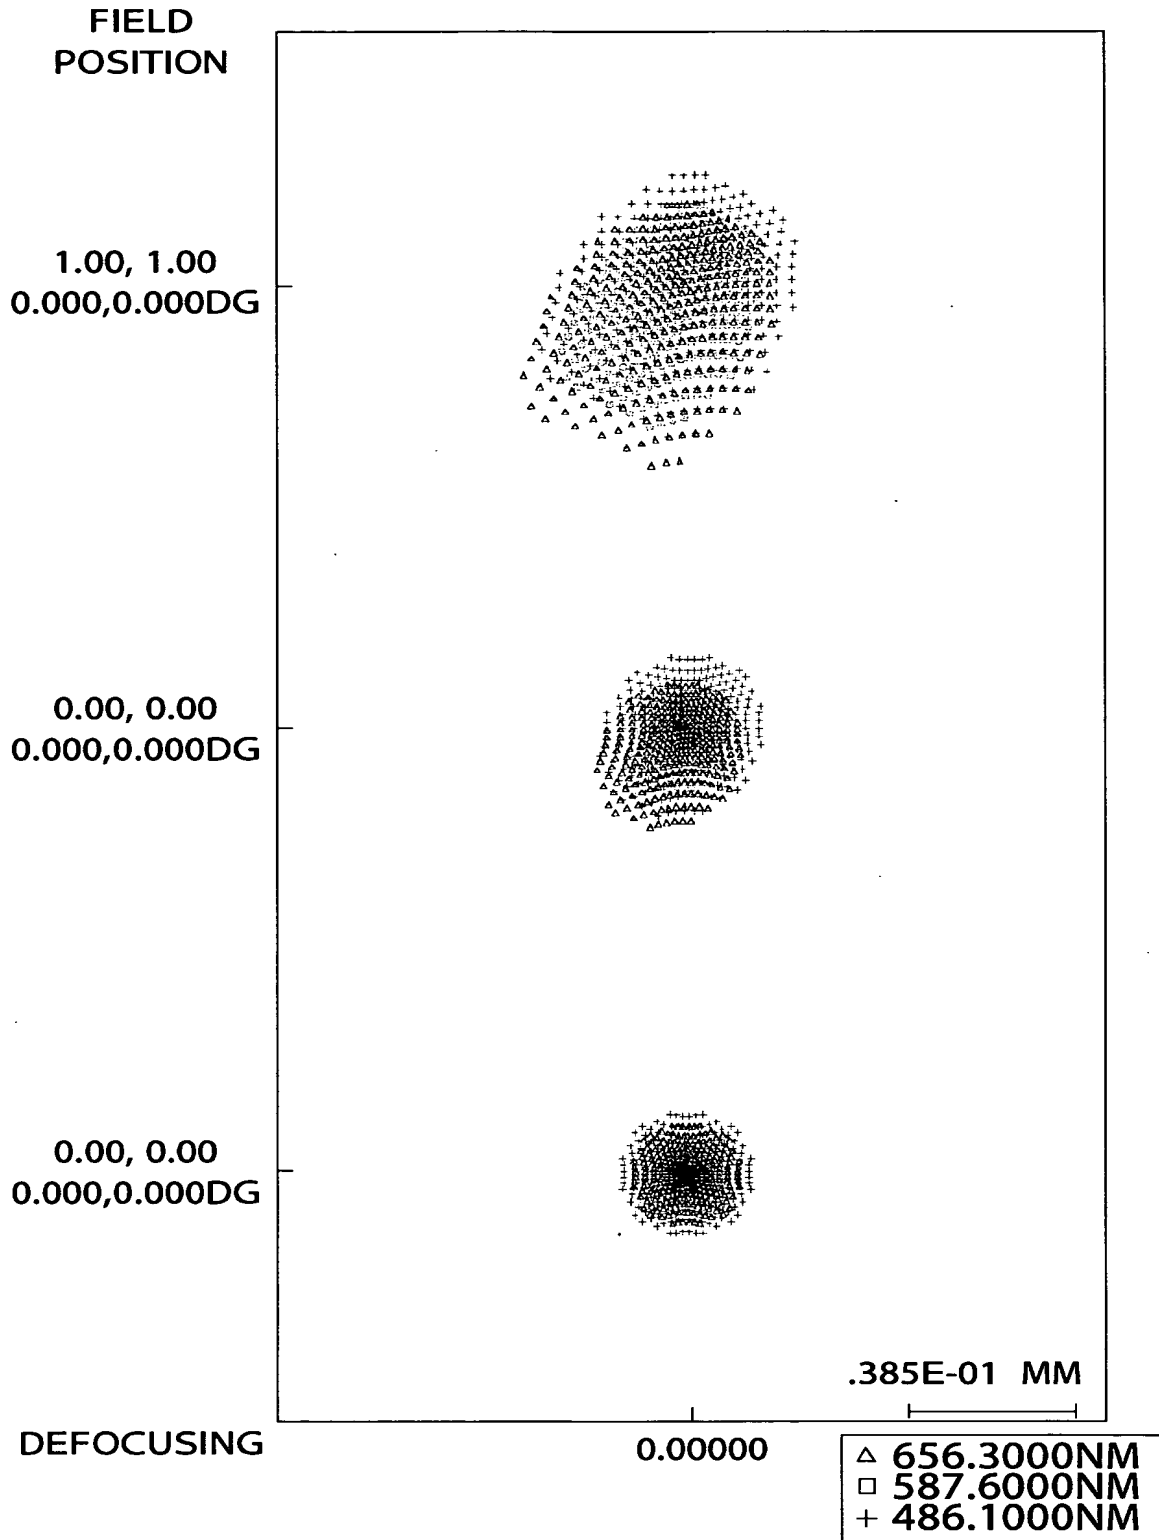 FIELD
POSITION
1.00, 1.00
0.000,0.000DG
0.00, 0.00
0.000,0.000DG
0.00, 0.00
0.000,0.000DG
.385E-01 MM
DEFOCUSING
0.00000
△ 656.3000NM
□ 587.6000NM
+ 486.1000NM